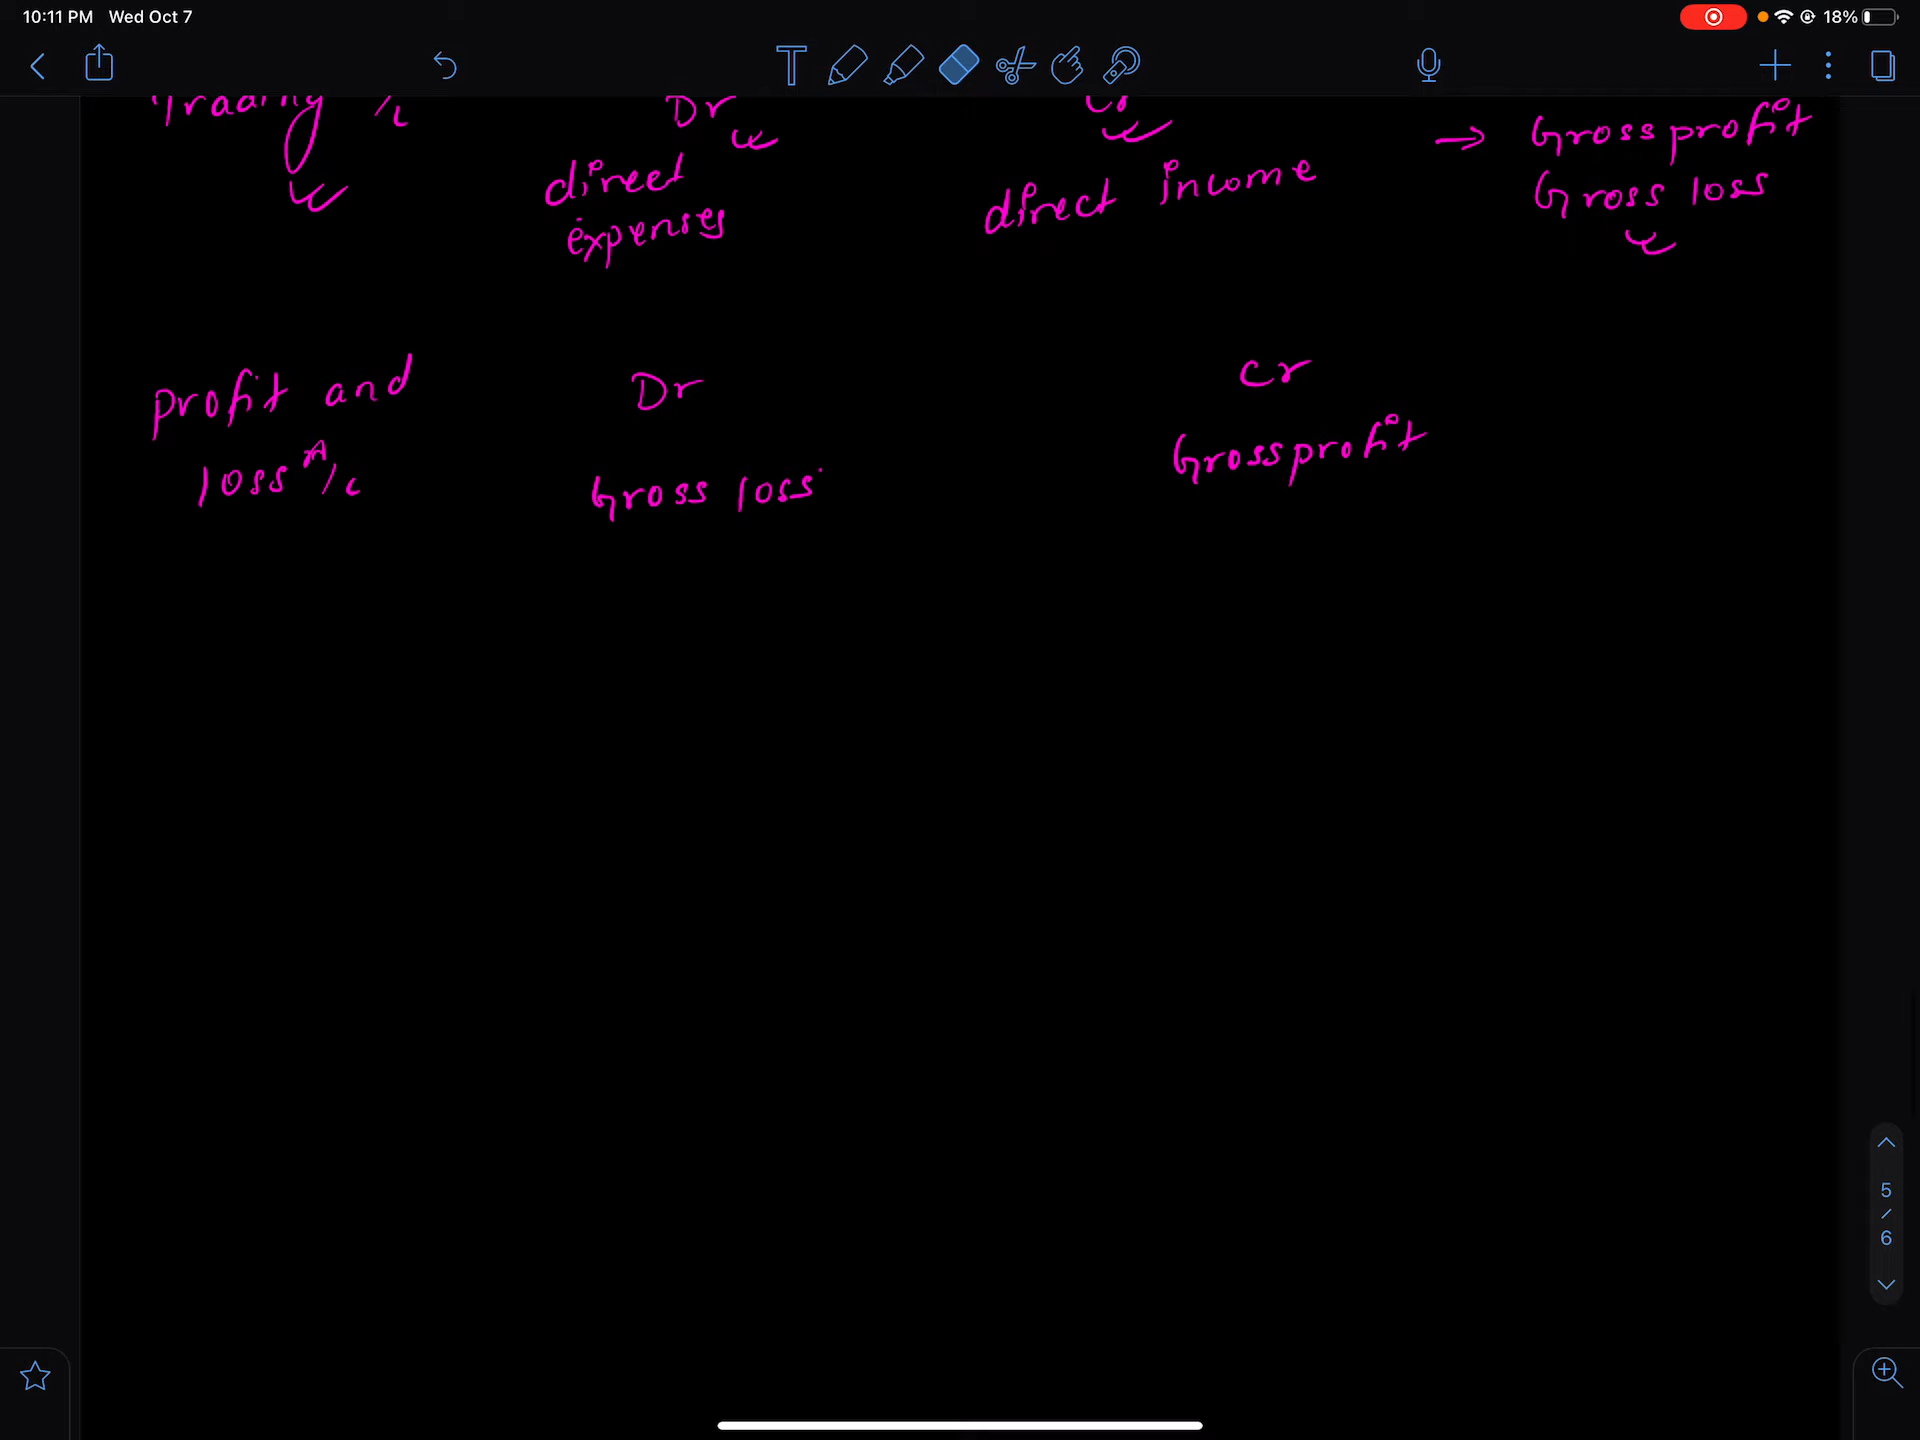 10:11 PM Wed Oct 7
18%
Trading A/c
Dr
Cr
direct
expenses
direct income
→ Gross profit
Gross loss
profit and
loss A/c
Dr
Gross loss
Cr
Gross profit
5
/
6